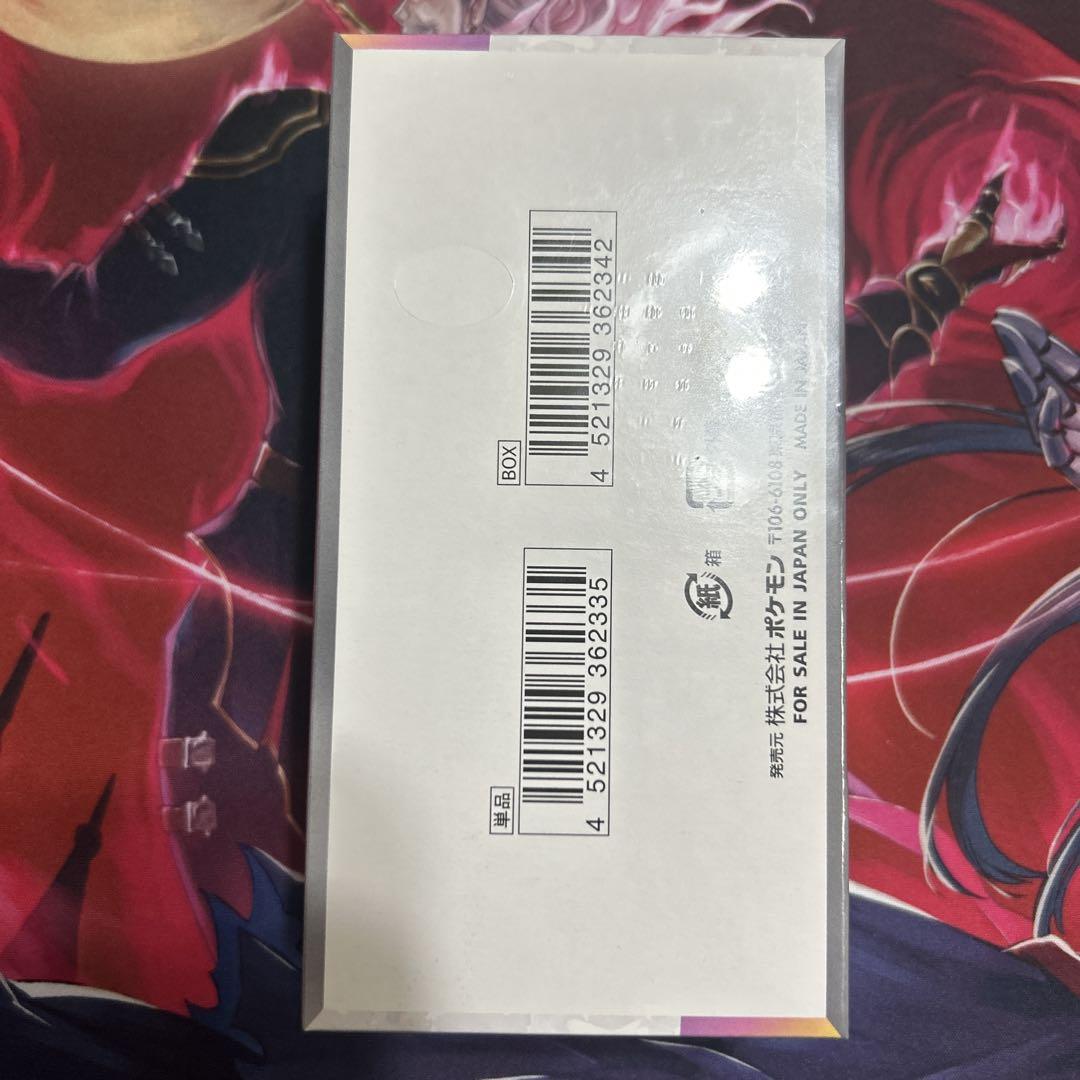 単品
4 521329 362335
BOX
4 521329 362342
紙
箱
発売元 株式会社 ポケモン 〒106-6108
FOR SALE IN JAPAN ONLY MADE IN JAPAN